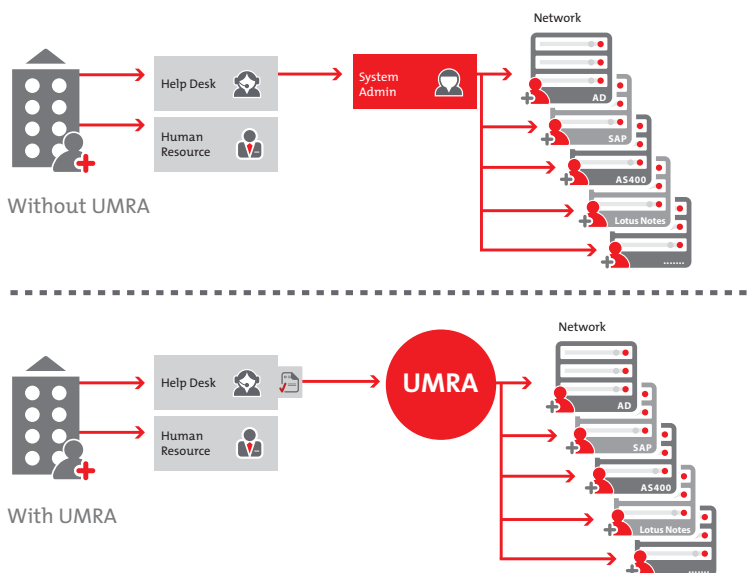 Network
Help Desk
System
Admin
AD
Human
Resource
SAP
AS400
Lotus Notes
.......
Without UMRA
Network
Help Desk
UMRA
AD
Human
Resource
SAP
AS400
Lotus Notes
.......
With UMRA